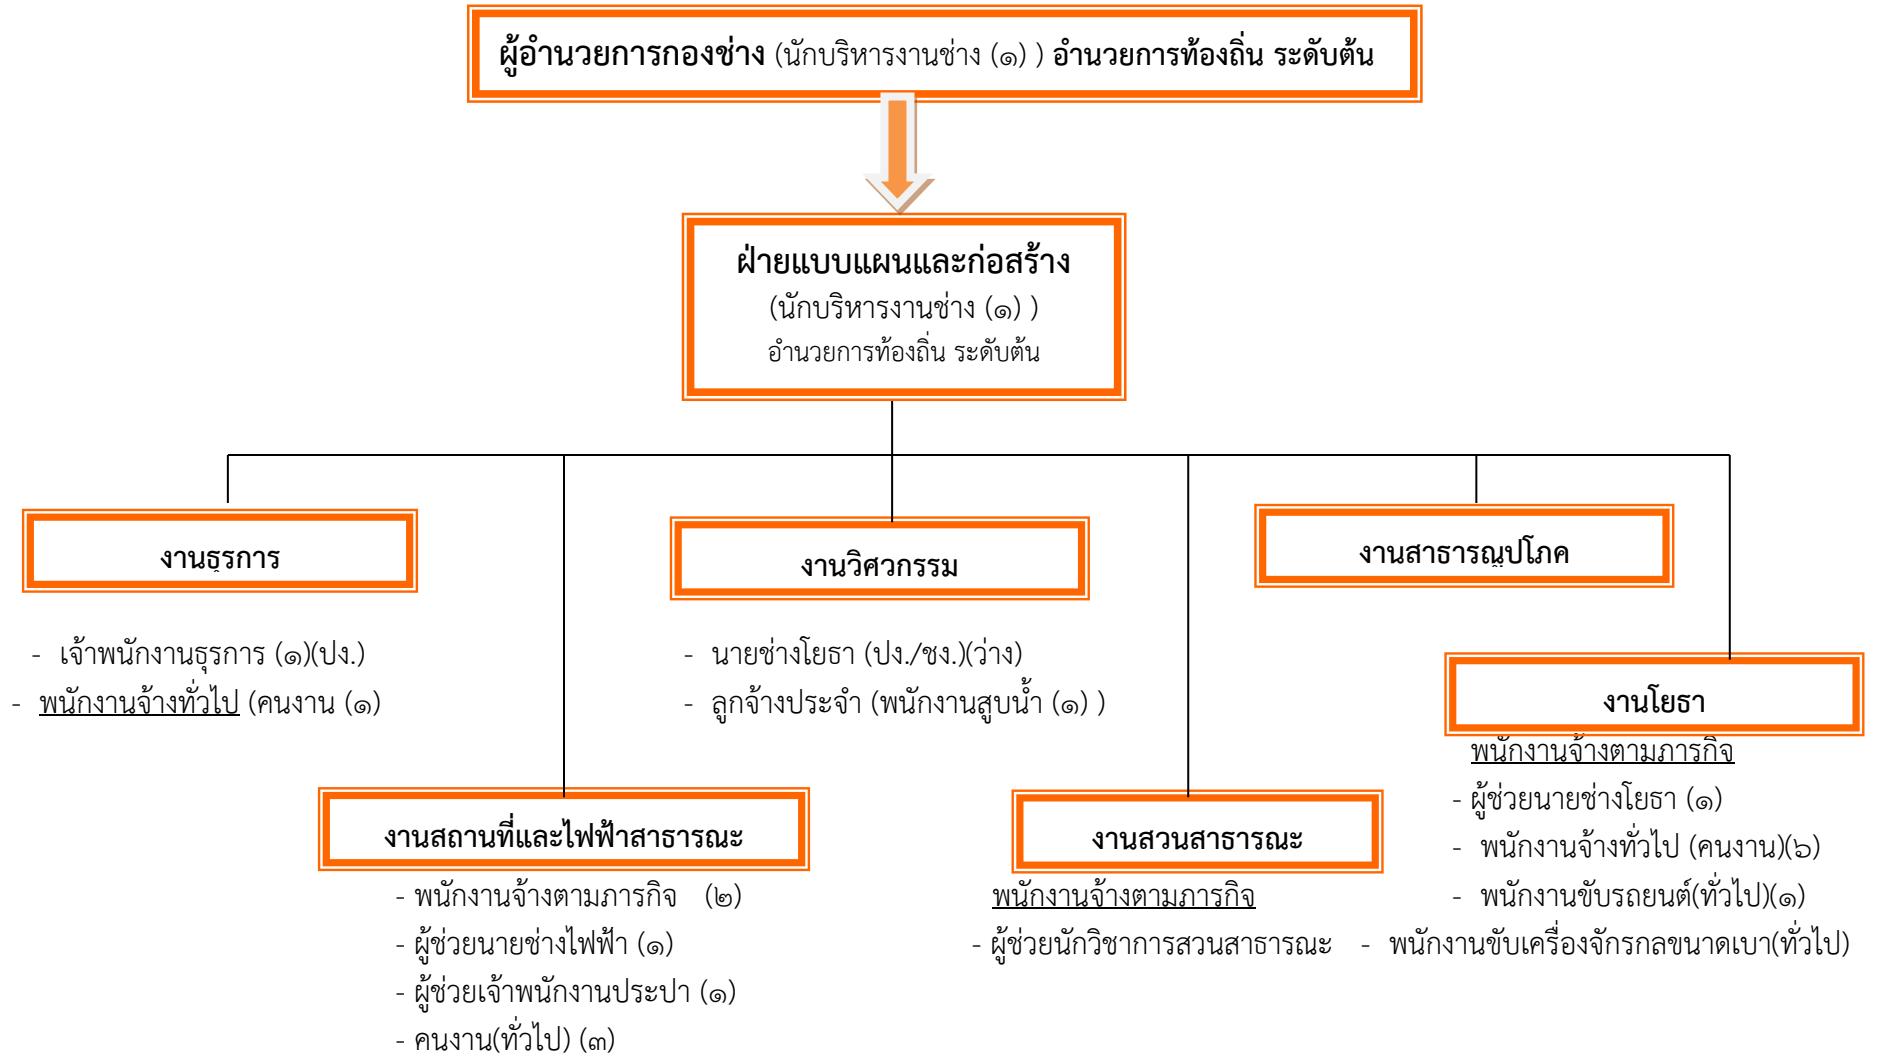 ผู้อำนวยการกองช่าง (นักบริหารงานช่าง (๑) ) อำนวยการท้องถิ่น ระดับต้น
ฝ่ายแบบแผนและก่อสร้าง
(นักบริหารงานช่าง (๑) )
อำนวยการท้องถิ่น ระดับต้น
งานธุรการ
- เจ้าพนักงานธุรการ (๑)(ปง.)
- พนักงานจ้างทั่วไป (คนงาน (๑)
งานสถานที่และไฟฟ้าสาธารณะ
- พนักงานจ้างตามภารกิจ (๒)
- ผู้ช่วยนายช่างไฟฟ้า (๑)
- ผู้ช่วยเจ้าพนักงานประปา (๑)
- คนงาน(ทั่วไป) (๓)
งานวิศวกรรม
- นายช่างโยธา (ปง./ชง.)(ว่าง)
- ลูกจ้างประจำ (พนักงานสูบน้ำ (๑) )
งานสวนสาธารณะ
พนักงานจ้างตามภารกิจ
- ผู้ช่วยนักวิชาการสวนสาธารณะ
งานสาธารณูปโภค
งานโยธา
พนักงานจ้างตามภารกิจ
- ผู้ช่วยนายช่างโยธา (๑)
- พนักงานจ้างทั่วไป (คนงาน)(๖)
- พนักงานขับรถยนต์(ทั่วไป)(๑)
- พนักงานขับเครื่องจักรกลขนาดเบา(ทั่วไป)